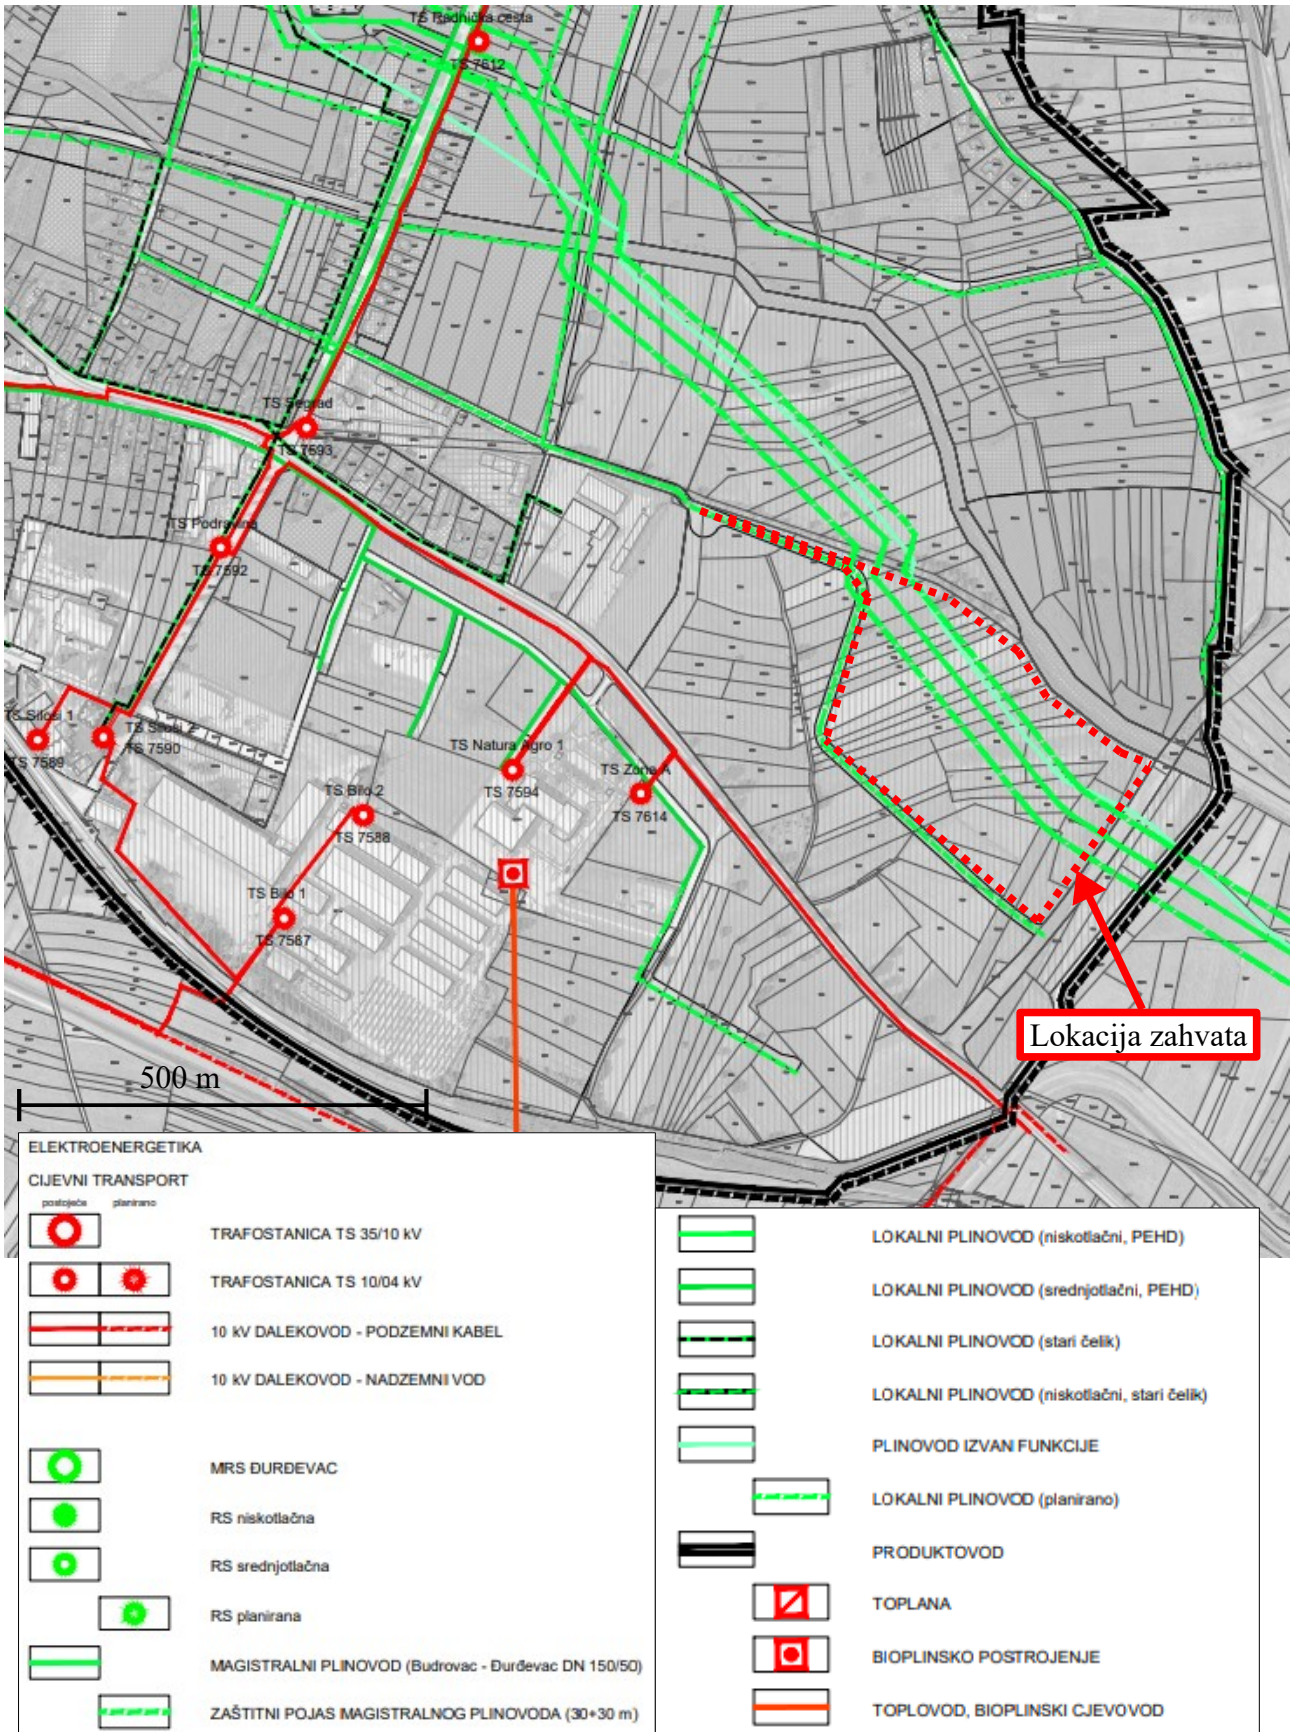 TS Radnička cesta
TS 7612
TS Segrad
TS 7593
TS Podravina
TS 7592
TS Silosi 1
TS 7589
TS Silosi 2
TS 7590
TS Natura Agro 1
TS 7594
TS Zona A
TS 7614
TS Bilo 2
TS 7588
TS Bilo 1
TS 7587
Lokacija zahvata
500 m
ELEKTROENERGETIKA
CIJEVNI TRANSPORT
postojeće planirano
TRAFOSTANICA TS 35/10 kV
TRAFOSTANICA TS 10/04 kV
10 kV DALEKOVOD - PODZEMNI KABEL
10 kV DALEKOVOD - NADZEMNI VOD
MRS ĐURĐEVAC
RS niskotlačna
RS srednjotlačna
RS planirana
MAGISTRALNI PLINOVOD (Budrovac - Đurđevac DN 150/50)
ZAŠTITNI POJAS MAGISTRALNOG PLINOVODA (30+30 m)
LOKALNI PLINOVOD (niskotlačni, PEHD)
LOKALNI PLINOVOD (srednjotlačni, PEHD)
LOKALNI PLINOVOD (stari čelik)
LOKALNI PLINOVOD (niskotlačni, stari čelik)
PLINOVOD IZVAN FUNKCIJE
LOKALNI PLINOVOD (planirano)
PRODUKTOVOD
TOPLANA
BIOPLINSKO POSTROJENJE
TOPLOVOD, BIOPLINSKI CJEVOVOD